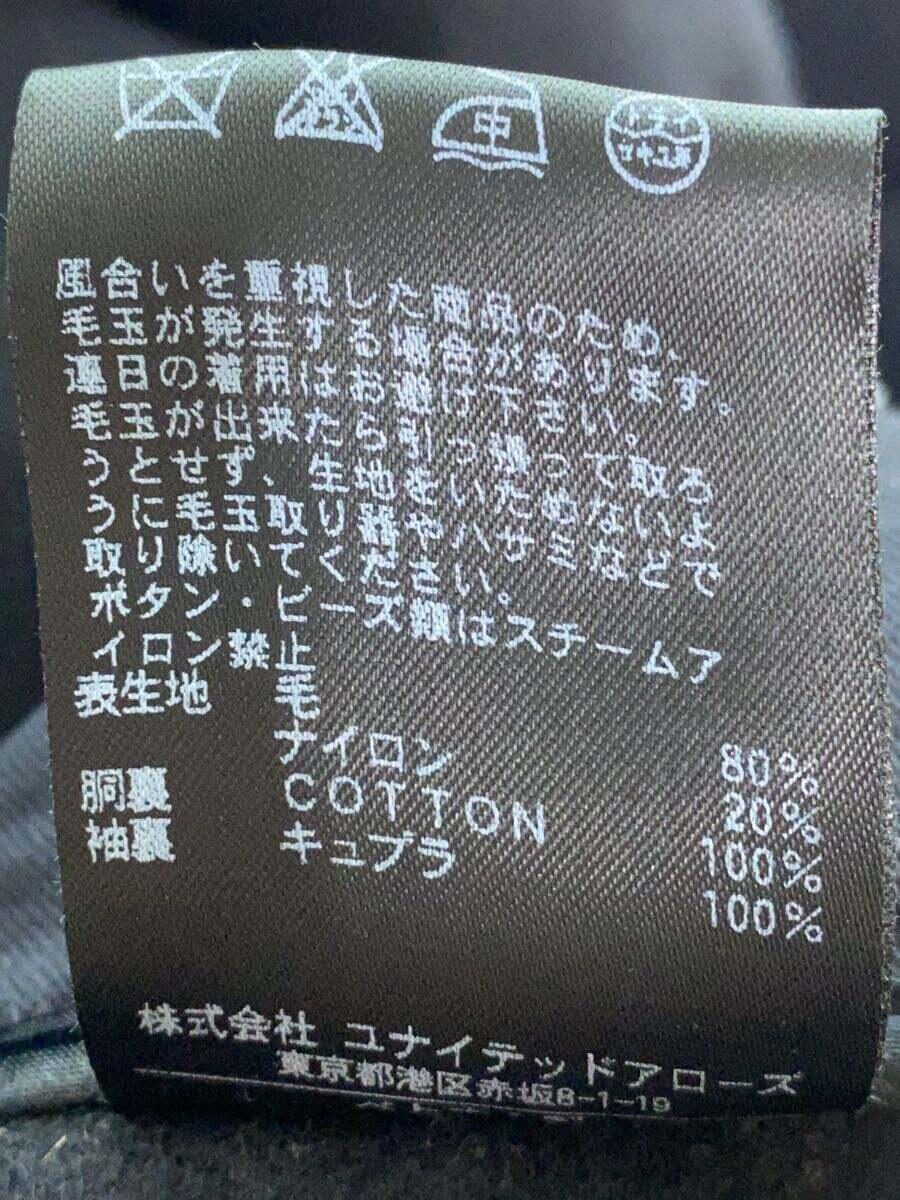 中
ドライ
セキユ系
風合いを重視した商品のため、
毛玉が発生する場合があります。
連日の着用はお避け下さい。
毛玉が出来たら引っ張って取ろ
うとせず、生地をいためないよ
うに毛玉取り器やハサミなどで
取り除いてください。
ボタン・ビーズ類はスチームア
イロン禁止
表生地 毛 80%
ナイロン 20%
胴裏 COTTON 100%
袖裏 キュプラ 100%
株式会社 ユナイテッドアローズ
東京都港区赤坂8-1-19